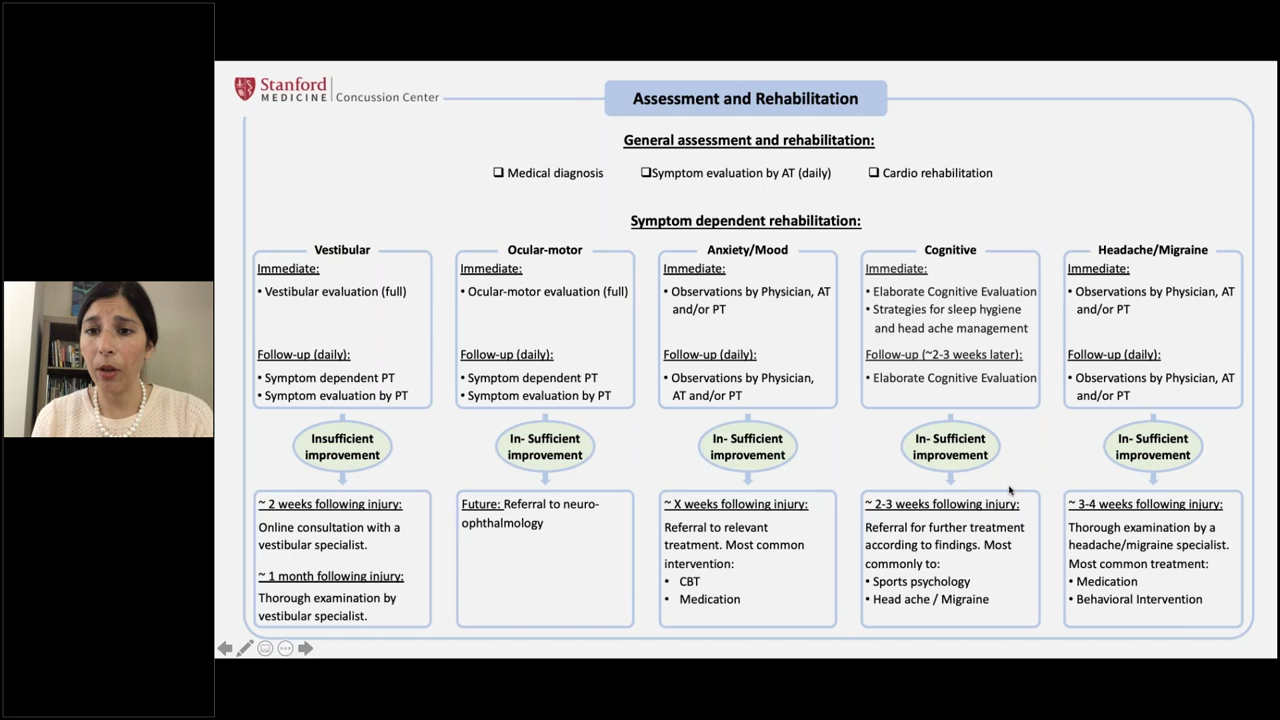 Stanford
MEDICINE | Concussion Center
Assessment and Rehabilitation
General assessment and rehabilitation:
❑ Medical diagnosis
❑Symptom evaluation by AT (daily)
❑ Cardio rehabilitation
Symptom dependent rehabilitation:
Vestibular
Immediate:
• Vestibular evaluation (full)
Follow-up (daily):
• Symptom dependent PT
• Symptom evaluation by PT
Insufficient
improvement
~ 2 weeks following injury:
Online consultation with a
vestibular specialist.
~ 1 month following injury:
Thorough examination by
vestibular specialist.
Ocular-motor
Immediate:
• Ocular-motor evaluation (full)
Follow-up (daily):
• Symptom dependent PT
• Symptom evaluation by PT
In- Sufficient
improvement
Future: Referral to neuro-
ophthalmology
Anxiety/Mood
Immediate:
• Observations by Physician, AT
and/or PT
Follow-up (daily):
• Observations by Physician,
AT and/or PT
In- Sufficient
improvement
~ X weeks following injury:
Referral to relevant
treatment. Most common
intervention:
• CBT
• Medication
Cognitive
Immediate:
• Elaborate Cognitive Evaluation
• Strategies for sleep hygiene
and head ache management
Follow-up (~2-3 weeks later):
• Elaborate Cognitive Evaluation
In- Sufficient
improvement
~ 2-3 weeks following injury:
Referral for further treatment
according to findings. Most
commonly to:
• Sports psychology
• Head ache / Migraine
Headache/Migraine
Immediate:
• Observations by Physician, AT
and/or PT
Follow-up (daily):
• Observations by Physician, AT
and/or PT
In- Sufficient
improvement
~ 3-4 weeks following injury:
Thorough examination by a
headache/migraine specialist.
Most common treatment:
• Medication
• Behavioral Intervention